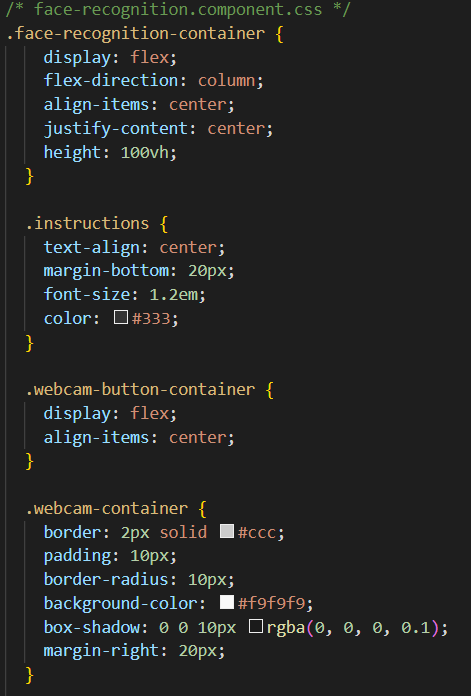 /* face-recognition.component.css */
.face-recognition-container {
    display: flex;
    flex-direction: column;
    align-items: center;
    justify-content: center;
    height: 100vh;
  }

  .instructions {
    text-align: center;
    margin-bottom: 20px;
    font-size: 1.2em;
    color: #333;
  }

  .webcam-button-container {
    display: flex;
    align-items: center;
  }

  .webcam-container {
    border: 2px solid #ccc;
    padding: 10px;
    border-radius: 10px;
    background-color: #f9f9f9;
    box-shadow: 0 0 10px rgba(0, 0, 0, 0.1);
    margin-right: 20px;
  }